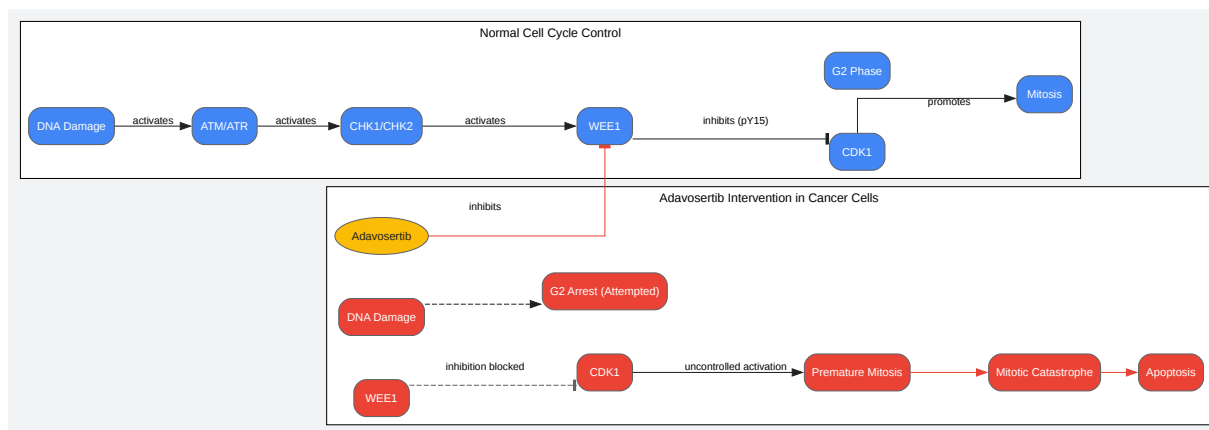 Normal Cell Cycle Control
G2 Phase
Mitosis
promotes
DNA Damage
activates
ATM/ATR
activates
CHK1/CHK2
activates
WEE1
inhibits (pY15)
CDK1
Adavosertib Intervention in Cancer Cells
inhibits
Adavosertib
G2 Arrest (Attempted)
DNA Damage
inhibition blocked
CDK1
uncontrolled activation
Premature Mitosis
Mitotic Catastrophe
Apoptosis
WEE1